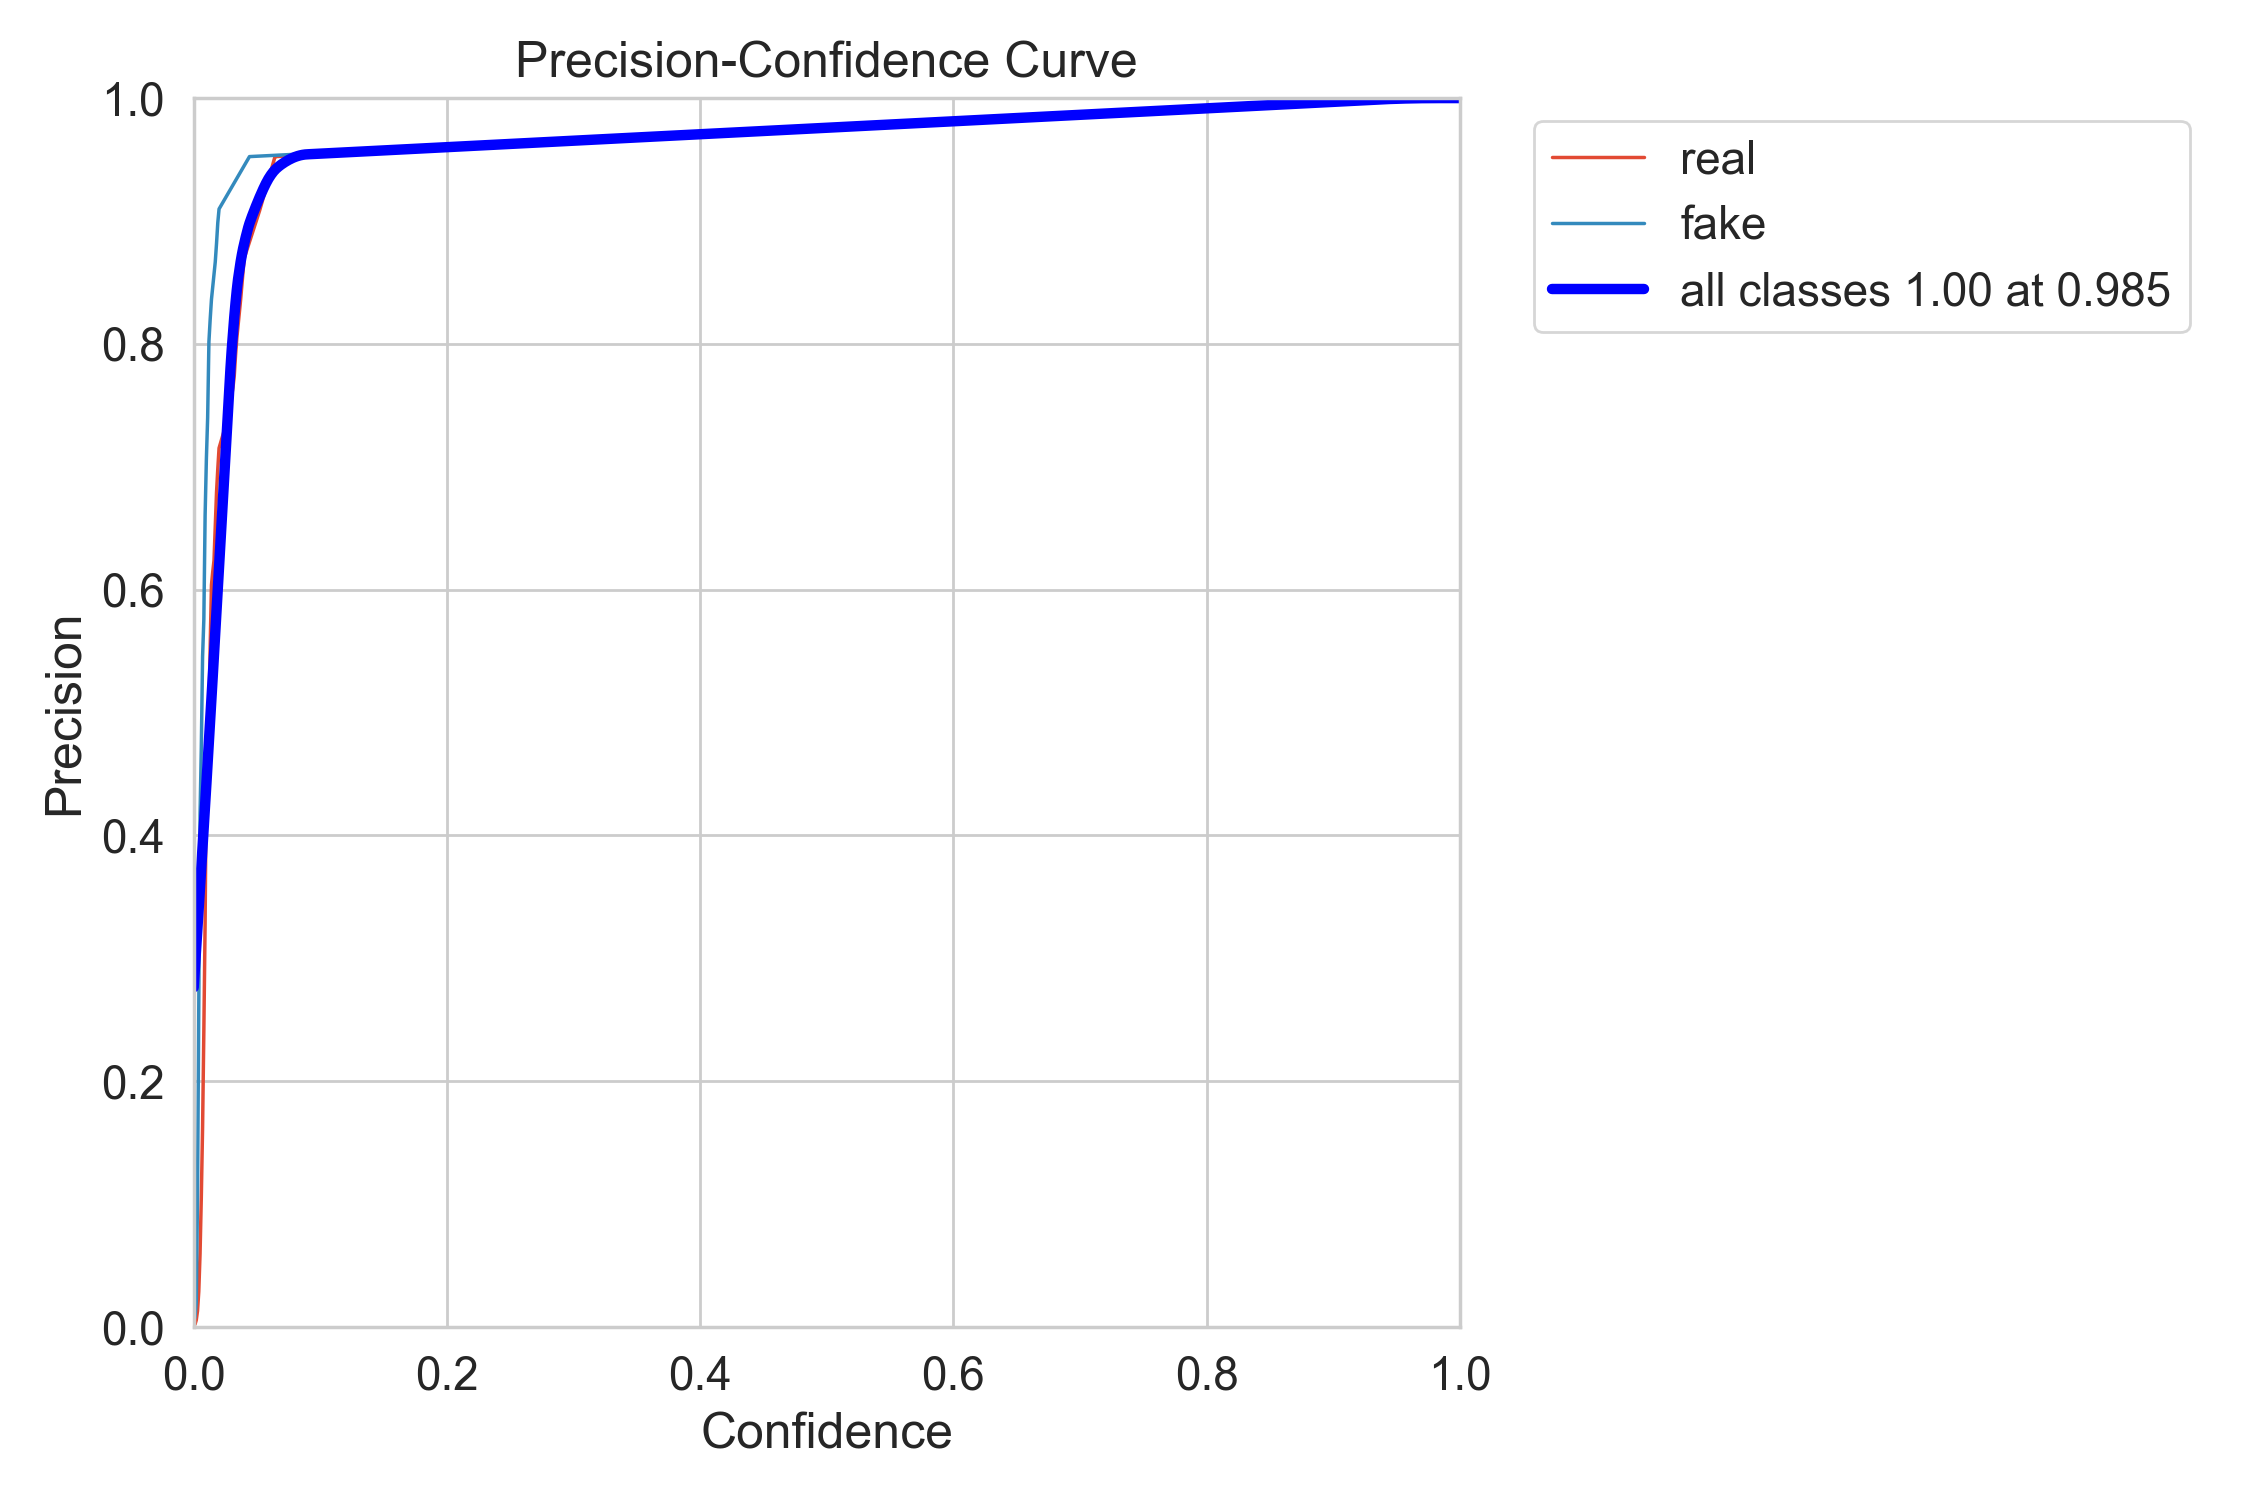 Precision-Confidence Curve
1.0
0.8
0.6
0.4
0.2
0.0
Precision
0.0 0.2 0.4 0.6 0.8 1.0
Confidence
real
fake
all classes 1.00 at 0.985